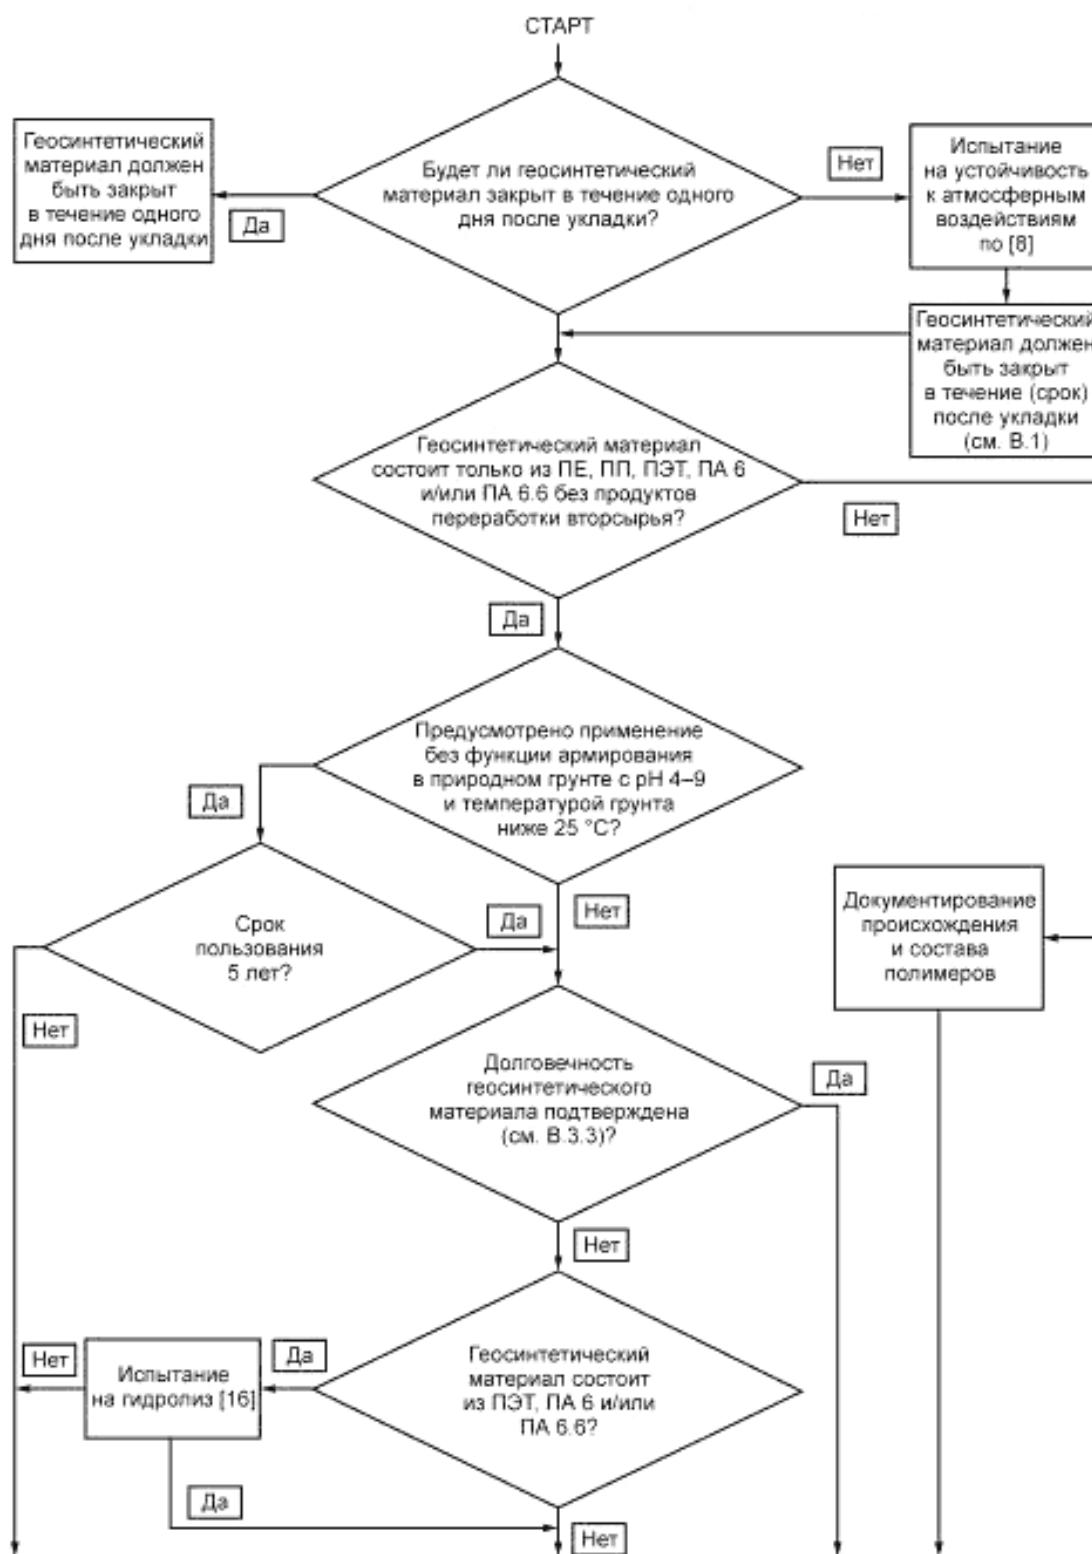 СТАРТ
Геосинтетический
материал должен
быть закрыт
в течение одного
дня после укладки
Да
Будет ли геосинтетический
материал закрыт в течение одного
дня после укладки?
Нет
Испытание
на устойчивость
к атмосферным
воздействиям
по [8]
Геосинтетический
материал должен
быть закрыт
в течение (срок)
после укладки
(см. В.1)
Геосинтетический материал
состоит только из ПЕ, ПП, ПЭТ, ПА 6
и/или ПА 6.6 без продуктов
переработки вторсырья?
Нет
Да
Предусмотрено применение
без функции армирования
в природном грунте с рН 4–9
и температурой грунта
ниже 25 °С?
Да
Нет
Срок
пользования
5 лет?
Да
Нет
Документирование
происхождения
и состава
полимеров
Долговечность
геосинтетического
материала подтверждена
(см. В.3.3)?
Да
Нет
Геосинтетический
материал состоит
из ПЭТ, ПА 6 и/или
ПА 6.6?
Да
Испытание
на гидролиз [16]
Нет
Да
Нет